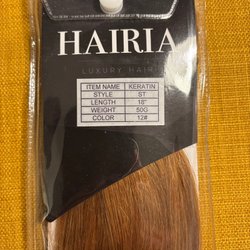 HAIRIA
LUXURY HAIR
ITEM NAME KERATIN
STYLE ST
LENGTH 18"
WEIGHT 50G
COLOR 12#